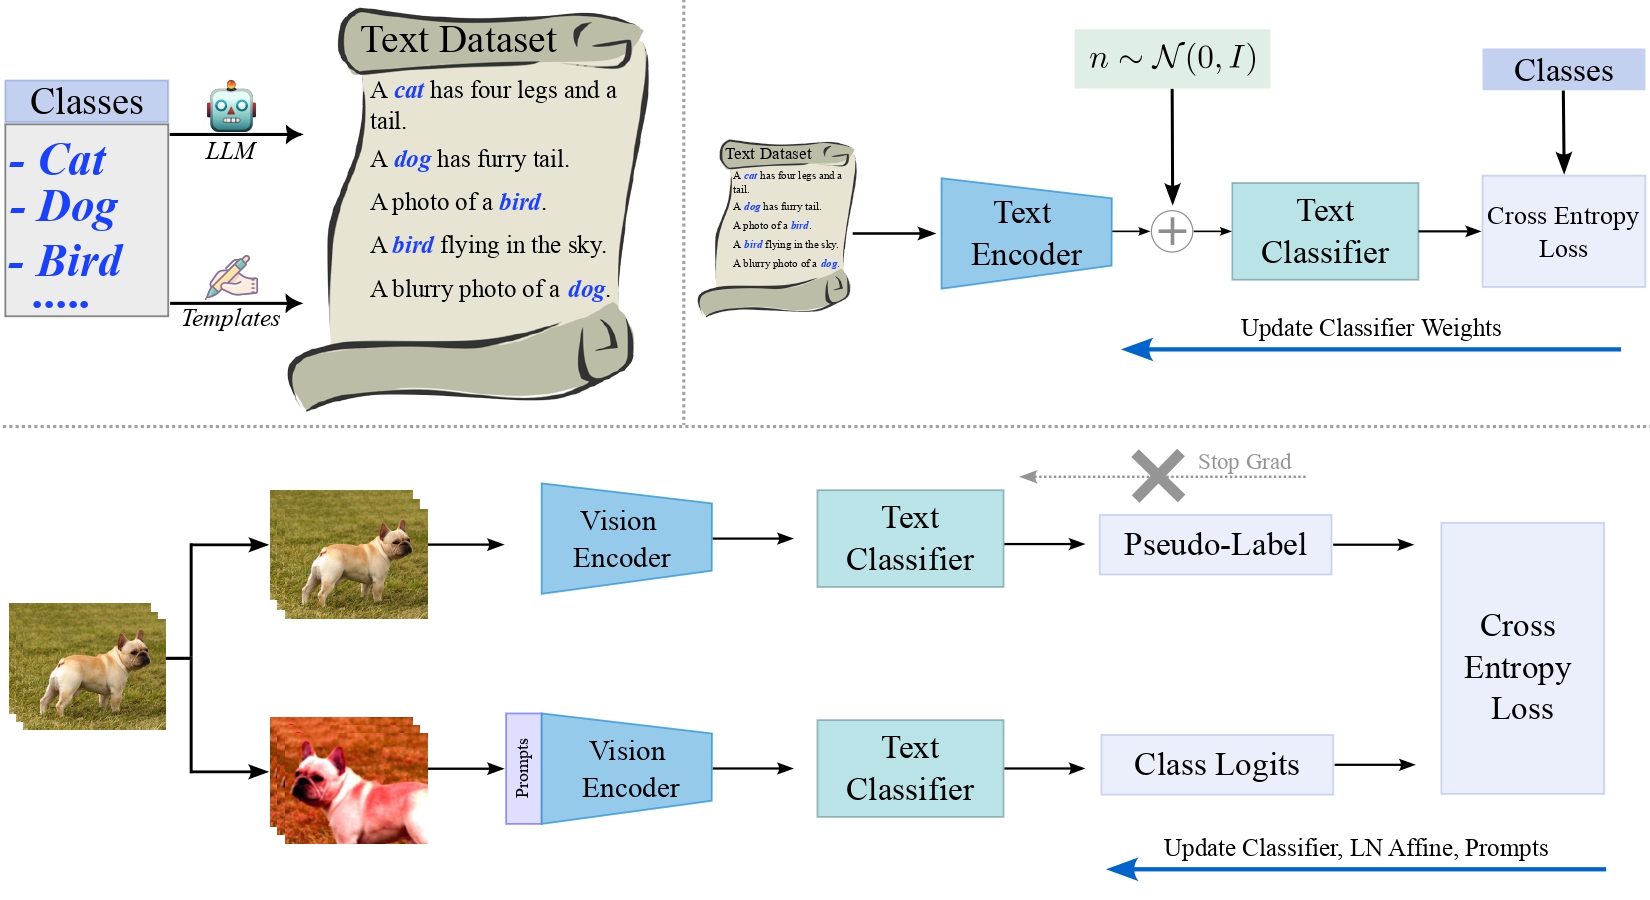 Classes
- Cat
- Dog
- Bird
.....
LLM
Templates
Text Dataset
A cat has four legs and a
tail.
A dog has furry tail.
A photo of a bird.
A bird flying in the sky.
A blurry photo of a dog.
Text Dataset
A cat has four legs and a
tail.
A dog has furry tail.
A photo of a bird.
A bird flying in the sky.
A blurry photo of a dog.
Text
Encoder
n ∼ 𝒩(0, I)
Text
Classifier
Classes
Cross Entropy
Loss
Update Classifier Weights
Vision
Encoder
Text
Classifier
Stop Grad
Pseudo-Label
Prompts
Vision
Encoder
Text
Classifier
Class Logits
Cross
Entropy
Loss
Update Classifier, LN Affine, Prompts